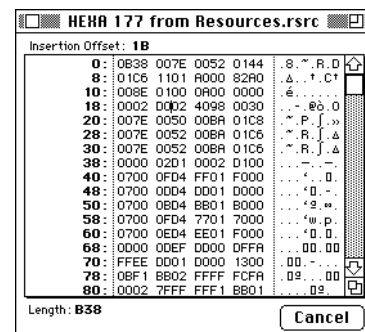 HEXA 177 from Resources.rsrc
Insertion Offset: 1B
0: 0B38 007E 0052 0144 .8.~.R.D
8: 01C6 1101 A000 82A0 .∆..†.Ç†
10: 008E 0100 0A00 0000 .é......
18: 0002 D002 4098 0030 ..-.@ò.0
20: 007E 0050 00BA 01C8 .~.P.∫.»
28: 007E 0052 00BA 01C6 .~.R.∫.∆
30: 007E 0052 00BA 01C6 .~.R.∫.∆
38: 0000 02D1 0002 D100 ...—..—.
40: 0700 0FD4 FF01 F000
48: 0700 0DD4 DD01 D000
50: 0700 0BD4 BB01 B000
58: 0700 0FD4 7701 7000
60: 0700 0ED4 EE01 F000
68: 0D00 0DEF DD00 DFFA
70: FFEE DD01 D000 1300
78: 0BF1 BB02 FFFF FCFA
80: 0002 7FFF FFF1 BB01
Length: B38
Cancel